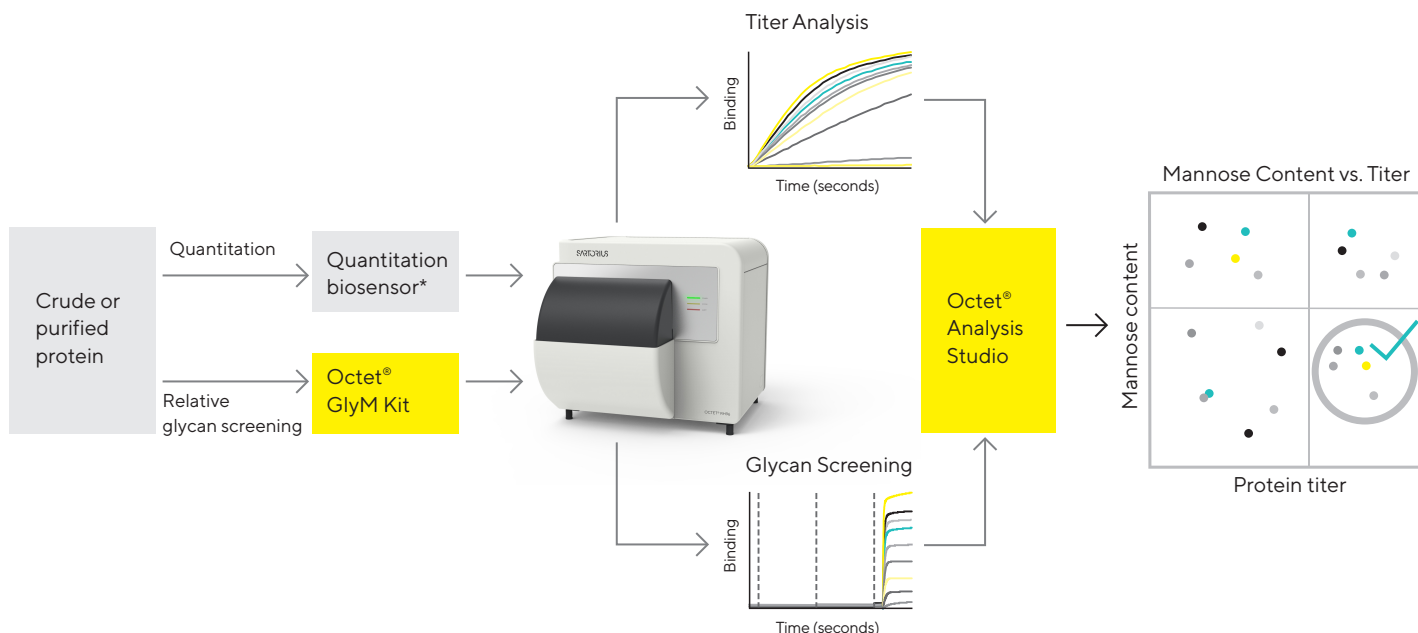 Titer Analysis
Binding
Time (seconds)
Crude or
purified
protein
Quantitation
Relative
glycan screening
Quantitation
biosensor*
Octet®
GlyM Kit
SARTORIUS
Glycan Screening
Binding
Time (seconds)
Octet®
Analysis
Studio
Mannose Content vs. Titer
Mannose content
Protein titer